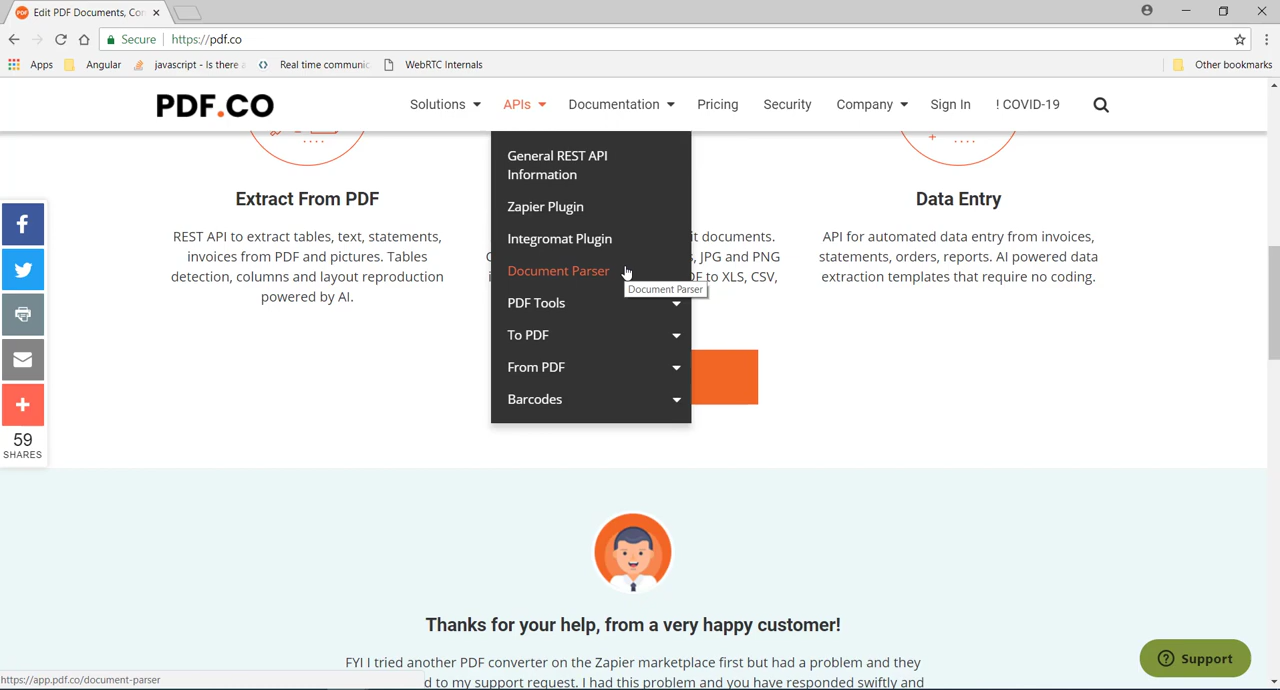 PDF Edit PDF Documents, Con
Secure https://pdf.co
Apps Angular javascript - Is there a Real time communic WebRTC Internals Other bookmarks
PDF.CO Solutions APIs Documentation Pricing Security Company Sign In ! COVID-19
General REST API
Information
Zapier Plugin
Integromat Plugin
Document Parser
Document Parser
PDF Tools
To PDF
From PDF
Barcodes
Extract From PDF
REST API to extract tables, text, statements,
invoices from PDF and pictures. Tables
detection, columns and layout reproduction
powered by AI.
it documents.
, JPG and PNG
DF to XLS, CSV,
Data Entry
API for automated data entry from invoices,
statements, orders, reports. AI powered data
extraction templates that require no coding.
59
SHARES
Thanks for your help, from a very happy customer!
FYI I tried another PDF converter on the Zapier marketplace first but had a problem and they
d to my support request. I had this problem and you have responded swiftly and
Support
https://app.pdf.co/document-parser